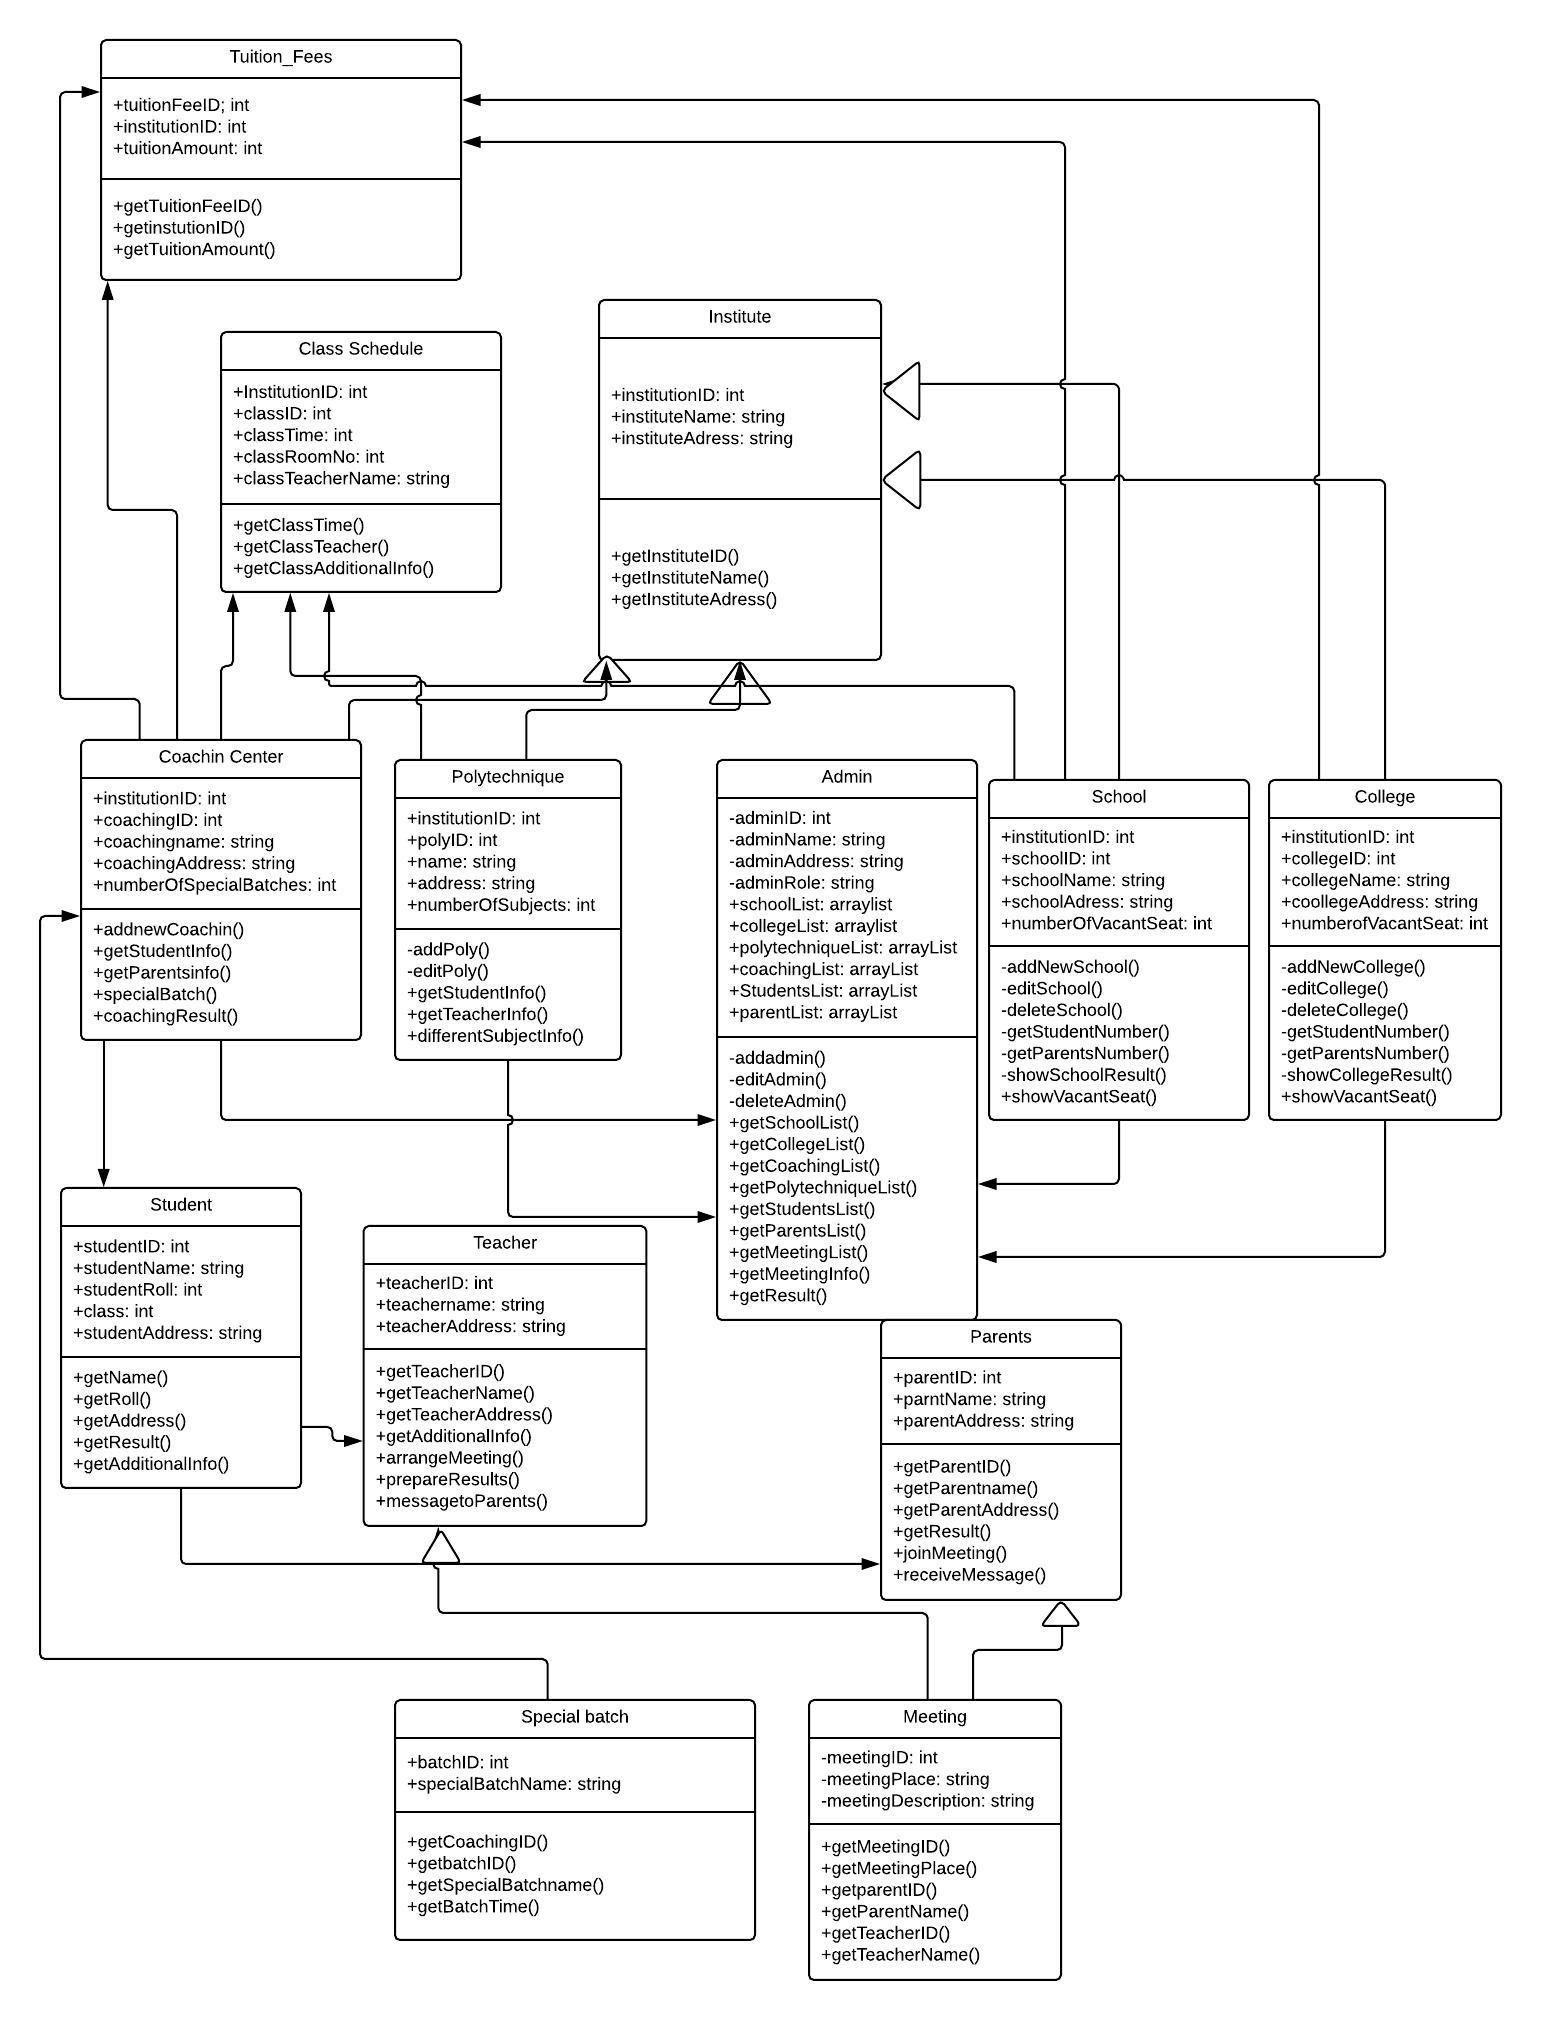 Tuition_Fees
+tuitionFeeID; int
+institutionID: int
+tuitionAmount: int
+getTuitionFeeID()
+getinstutionID()
+getTuitionAmount()
Class Schedule
+InstitutionID: int
+classID: int
+classTime: int
+classRoomNo: int
+classTeacherName: string
+getClassTime()
+getClassTeacher()
+getClassAdditionalInfo()
Institute
+institutionID: int
+instituteName: string
+instituteAdress: string
+getInstituteID()
+getInstituteName()
+getInstituteAdress()
Coachin Center
+institutionID: int
+coachingID: int
+coachingname: string
+coachingAddress: string
+numberOfSpecialBatches: int
+addnewCoachin()
+getStudentInfo()
+getParentsinfo()
+specialBatch()
+coachingResult()
Polytechnique
+institutionID: int
+polyID: int
+name: string
+address: string
+numberOfSubjects: int
-addPoly()
-editPoly()
+getStudentInfo()
+getTeacherInfo()
+differentSubjectInfo()
Admin
-adminID: int
-adminName: string
-adminAddress: string
-adminRole: string
+schoolList: arraylist
+collegeList: arraylist
+polytechniqueList: arrayList
+coachingList: arrayList
+StudentsList: arrayList
+parentList: arrayList
-addadmin()
-editAdmin()
-deleteAdmin()
+getSchoolList()
+getCollegeList()
+getCoachingList()
+getPolytechniqueList()
+getStudentsList()
+getParentsList()
+getMeetingList()
+getMeetingInfo()
+getResult()
School
+institutionID: int
+schoolID: int
+schoolName: string
+schoolAdress: string
+numberOfVacantSeat: int
-addNewSchool()
-editSchool()
-deleteSchool()
-getStudentNumber()
-getParentsNumber()
-showSchoolResult()
+showVacantSeat()
College
+institutionID: int
+collegeID: int
+collegeName: string
+coollegeAddress: string
+numberofVacantSeat: int
-addNewCollege()
-editCollege()
-deleteCollege()
-getStudentNumber()
-getParentsNumber()
-showCollegeResult()
+showVacantSeat()
Student
+studentID: int
+studentName: string
+studentRoll: int
+class: int
+studentAddress: string
+getName()
+getRoll()
+getAddress()
+getResult()
+getAdditionalInfo()
Teacher
+teacherID: int
+teachername: string
+teacherAddress: string
+getTeacherID()
+getTeacherName()
+getTeacherAddress()
+getAdditionalInfo()
+arrangeMeeting()
+prepareResults()
+messagetoParents()
Parents
+parentID: int
+parntName: string
+parentAddress: string
+getParentID()
+getParentname()
+getParentAddress()
+getResult()
+joinMeeting()
+receiveMessage()
Special batch
+batchID: int
+specialBatchName: string
+getCoachingID()
+getbatchID()
+getSpecialBatchname()
+getBatchTime()
Meeting
-meetingID: int
-meetingPlace: string
-meetingDescription: string
+getMeetingID()
+getMeetingPlace()
+getparentID()
+getParentName()
+getTeacherID()
+getTeacherName()